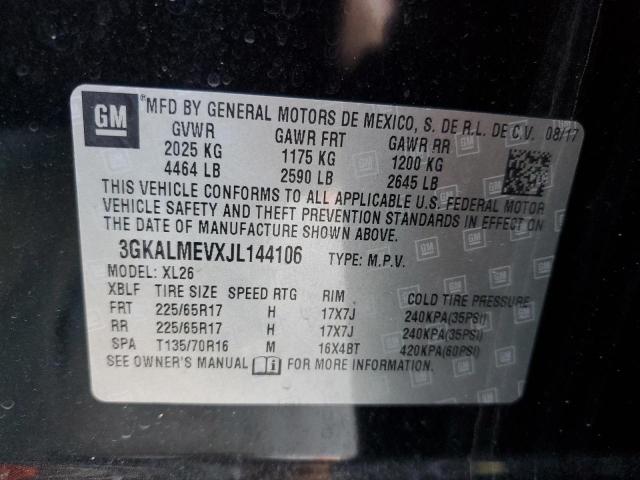 GM ®*MFD BY GENERAL MOTORS DE MEXICO, S. DE R.L. DE C.V. 08/17
GVWR GAWR FRT GAWR RR
2025 KG 1175 KG 1200 KG
4464 LB 2590 LB 2645 LB
THIS VEHICLE CONFORMS TO ALL APPLICABLE U.S. FEDERAL MOTOR
VEHICLE SAFETY AND THEFT PREVENTION STANDARDS IN EFFECT ON
THE DATE OF MANUFACTURE SHOWN ABOVE.
3GKALMEVXJL144106 TYPE: M.P.V.
MODEL: XL26
XBLF TIRE SIZE SPEED RTG RIM COLD TIRE PRESSURE
FRT 225/65R17 H 17X7J 240KPA(35PSI)
RR 225/65R17 H 17X7J 240KPA(35PSI)
SPA T135/70R16 M 16X4BT 420KPA(60PSI)
SEE OWNER'S MANUAL i FOR MORE INFORMATION.